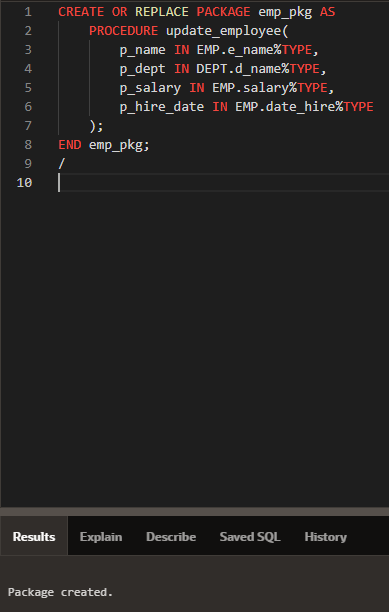 1 CREATE OR REPLACE PACKAGE emp_pkg AS
2 PROCEDURE update_employee(
3 p_name IN EMP.e_name%TYPE,
4 p_dept IN DEPT.d_name%TYPE,
5 p_salary IN EMP.salary%TYPE,
6 p_hire_date IN EMP.date_hire%TYPE
7 );
8 END emp_pkg;
9 /
10
Results Explain Describe Saved SQL History
Package created.